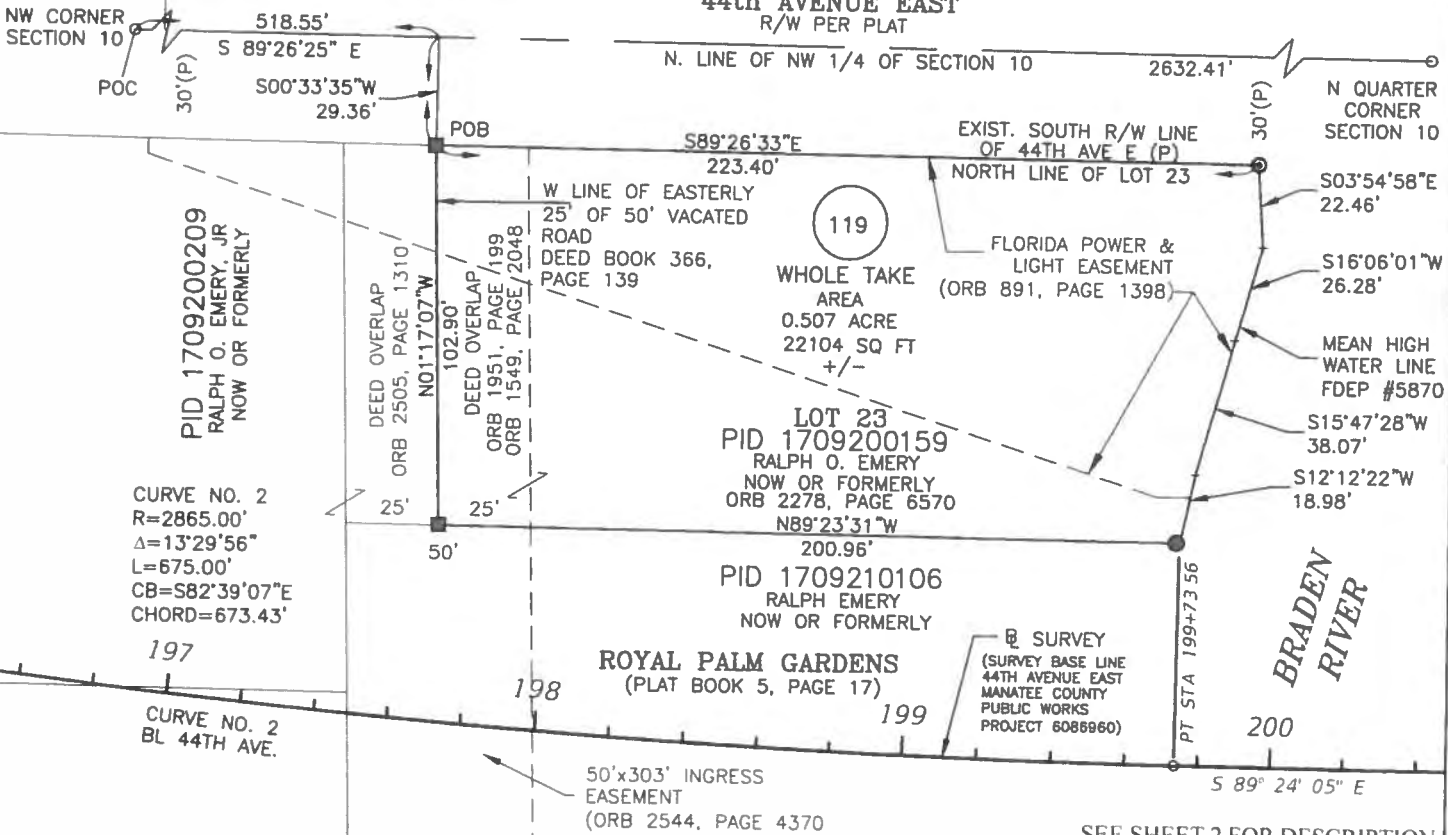 44th AVENUE EAST
R/W PER PLAT
NW CORNER
SECTION 10
518.55'
S 89°26'25" E
N. LINE OF NW 1/4 OF SECTION 10
2632.41'
POC
30'(P)
S00°33'35"W
29.36'
30'(P)
N QUARTER
CORNER
SECTION 10
POB
S89°26'33"E
223.40'
EXIST. SOUTH R/W LINE
OF 44TH AVE E (P)
NORTH LINE OF LOT 23
S03°54'58"E
22.46'
W LINE OF EASTERLY
25' OF 50' VACATED
ROAD
DEED BOOK 366,
PAGE 139
119
WHOLE TAKE
AREA
0.507 ACRE
22104 SQ FT
+/-
FLORIDA POWER &
LIGHT EASEMENT
(ORB 891, PAGE 1398)
S16°06'01"W
26.28'
MEAN HIGH
WATER LINE
FDEP #5870
S15°47'28"W
38.07'
S12°12'22"W
18.98'
PID 1709200209
RALPH O. EMERY, JR
NOW OR FORMERLY
DEED OVERLAP
ORB 2505, PAGE 1310
N01°17'07"W
102.90'
DEED OVERLAP
ORB 1951, PAGE 199
ORB 1549, PAGE 2048
LOT 23
PID 1709200159
RALPH O. EMERY
NOW OR FORMERLY
ORB 2278, PAGE 6570
N89°23'31"W
200.96'
25'
25'
50'
CURVE NO. 2
R=2865.00'
Δ=13°29'56"
L=675.00'
CB=S82°39'07"E
CHORD=673.43'
PID 1709210106
RALPH EMERY
NOW OR FORMERLY
ROYAL PALM GARDENS
(PLAT BOOK 5, PAGE 17)
BL SURVEY
(SURVEY BASE LINE
44TH AVENUE EAST
MANATEE COUNTY
PUBLIC WORKS
PROJECT 6086960)
PT STA 199+73.56
BRADEN
RIVER
197
198
199
200
CURVE NO. 2
BL 44TH AVE.
50'x303' INGRESS
EASEMENT
(ORB 2544, PAGE 4370
S 89° 24' 05" E
SEE SHEET 2 FOR DESCRIPTION